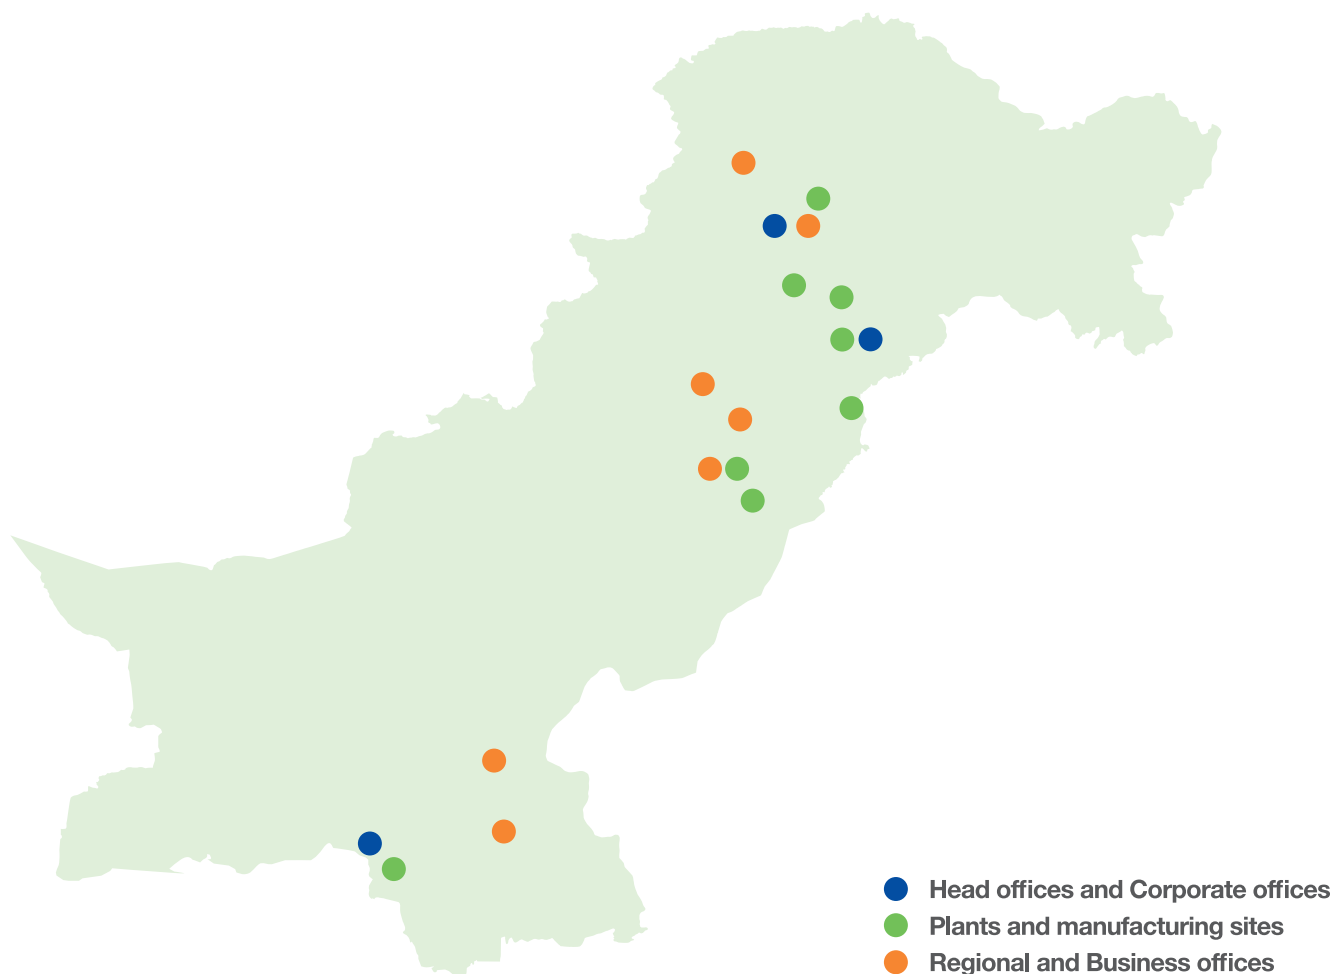 Head offices and Corporate offices
Plants and manufacturing sites
Regional and Business offices